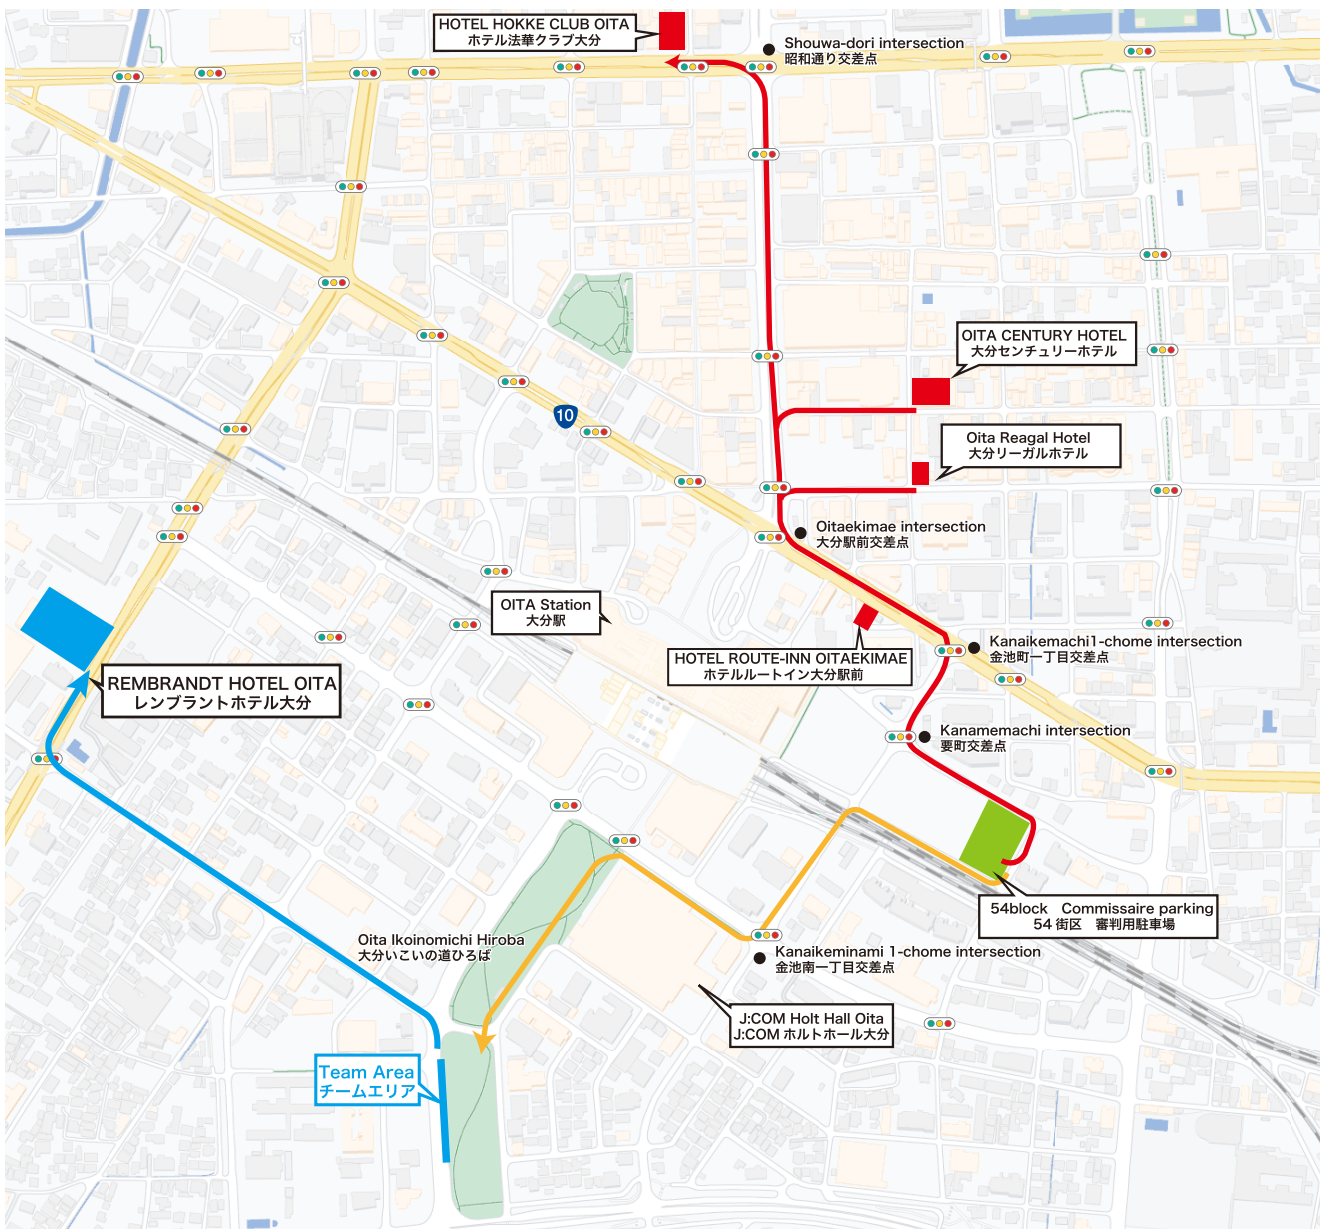 HOTEL HOKKE CLUB OITA
ホテル法華クラブ大分
Shouwa-dori intersection
昭和通り交差点
OITA CENTURY HOTEL
大分センチュリーホテル
10
Oita Reagal Hotel
大分リーガルホテル
Oitaekimae intersection
大分駅前交差点
OITA Station
大分駅
Kanaikemachi1-chome intersection
金池町一丁目交差点
HOTEL ROUTE-INN OITAEKIMAE
ホテルルートイン大分駅前
REMBRANDT HOTEL OITA
レンブラントホテル大分
Kanamemachi intersection
要町交差点
54block Commissaire parking
54 街区 審判用駐車場
Oita Ikoinomichi Hiroba
大分いこいの道ひろば
Kanaikeminami 1-chome intersection
金池南一丁目交差点
J:COM Holt Hall Oita
J:COM ホルトホール大分
Team Area
チームエリア